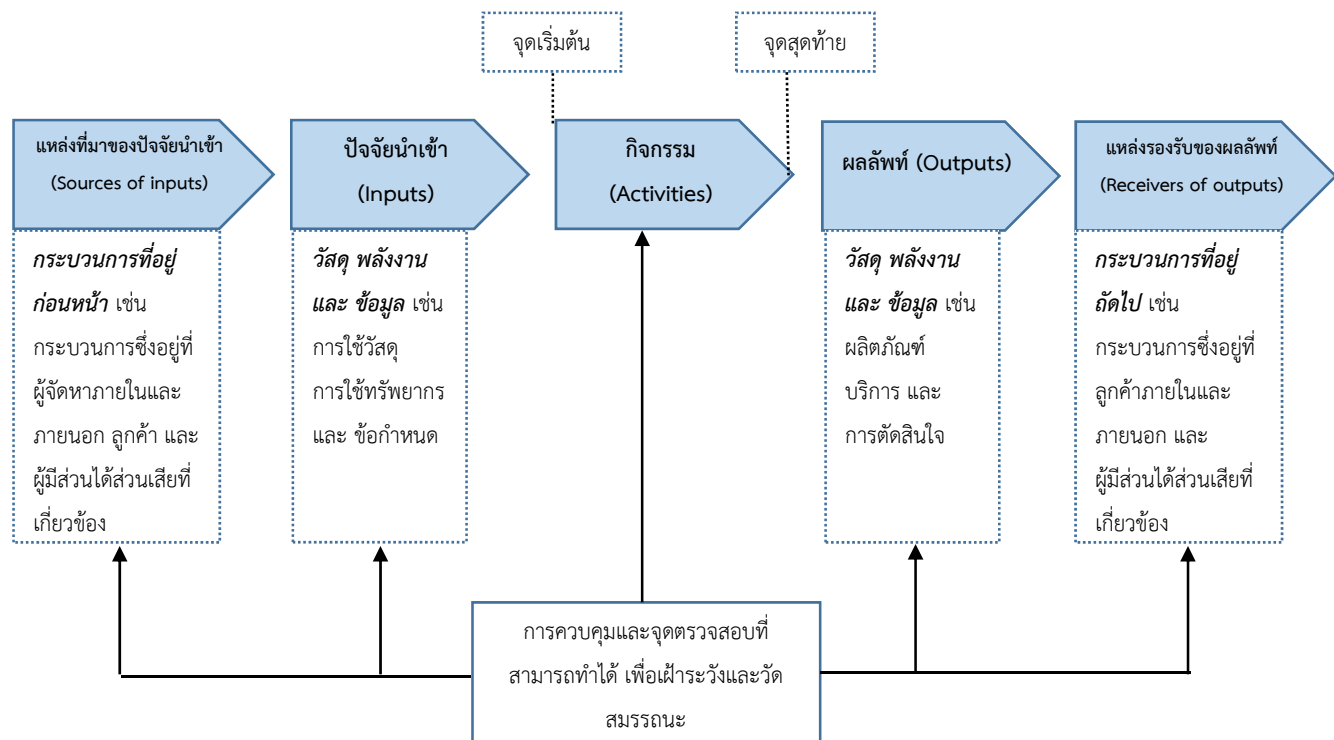 จุดเริ่มต้น
จุดสุดท้าย
แหล่งที่มาของปัจจัยนำเข้า
(Sources of inputs)
ปัจจัยนำเข้า
(Inputs)
กิจกรรม
(Activities)
ผลลัพท์ (Outputs)
แหล่งรองรับของผลลัพท์
(Receivers of outputs)
กระบวนการที่อยู่
ก่อนหน้า เช่น
กระบวนการซึ่งอยู่ที่
ผู้จัดหาภายในและ
ภายนอก ลูกค้า และ
ผู้มีส่วนได้ส่วนเสียที่
เกี่ยวข้อง
วัสดุ พลังงาน
และ ข้อมูล เช่น
การใช้วัสดุ
การใช้ทรัพยากร
และ ข้อกำหนด
วัสดุ พลังงาน
และ ข้อมูล เช่น
ผลิตภัณฑ์
บริการ และ
การตัดสินใจ
กระบวนการที่อยู่
ถัดไป เช่น
กระบวนการซึ่งอยู่ที่
ลูกค้าภายในและ
ภายนอก และ
ผู้มีส่วนได้ส่วนเสียที่
เกี่ยวข้อง
การควบคุมและจุดตรวจสอบที่
สามารถทำได้ เพื่อเฝ้าระวังและวัด
สมรรถนะ